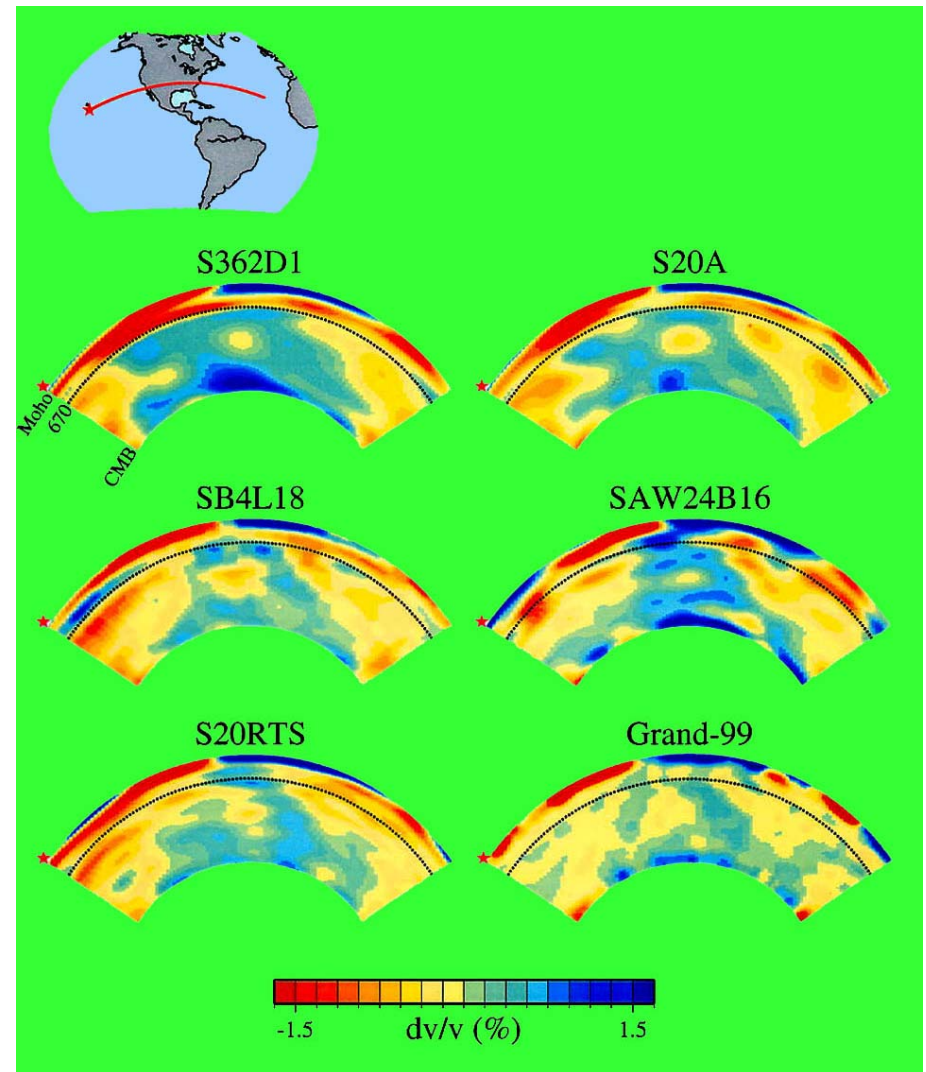 S362D1
S20A
Moho
670
CMB
SB4L18
SAW24B16
S20RTS
Grand-99
-1.5
dv/v (%)
1.5